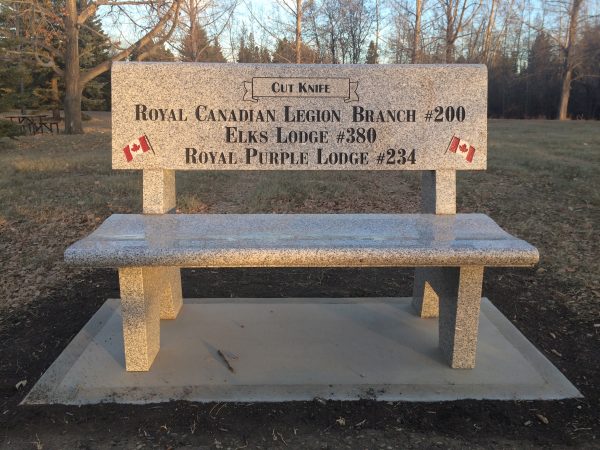 Cut Knife
Royal Canadian Legion Branch #200
Elks Lodge #380
Royal Purple Lodge #234